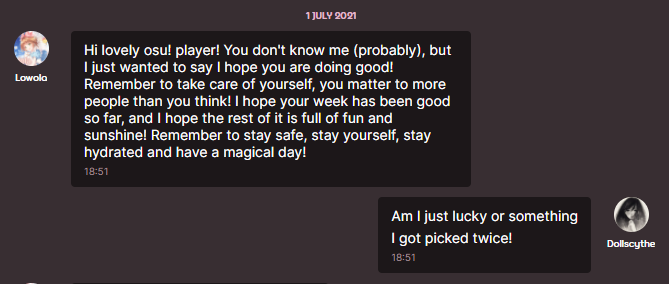 1 JULY 2021
Hi lovely osu! player! You don't know me (probably), but
I just wanted to say I hope you are doing good!
Remember to take care of yourself, you matter to more
people than you think! I hope your week has been good
so far, and I hope the rest of it is full of fun and
sunshine! Remember to stay safe, stay yourself, stay
hydrated and have a magical day!
18:51
Lowola
Am I just lucky or something
I got picked twice!
18:51
Dollscythe